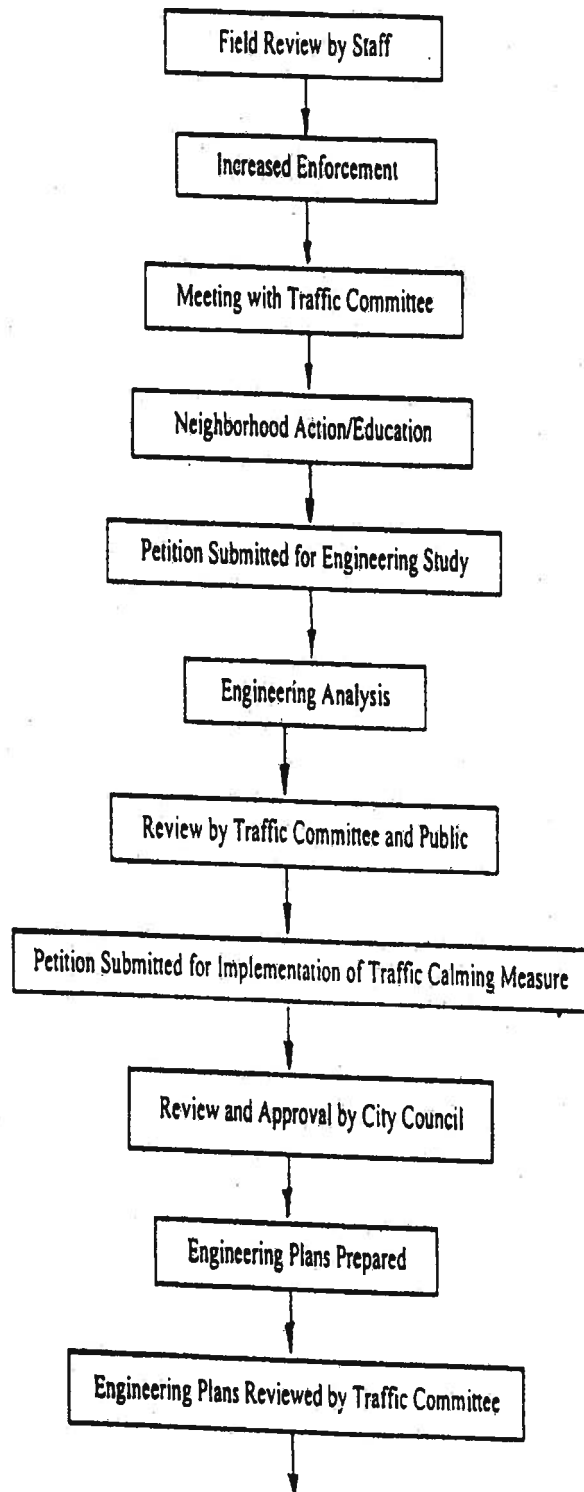 Field Review by Staff
Increased Enforcement
Meeting with Traffic Committee
Neighborhood Action/Education
Petition Submitted for Engineering Study
Engineering Analysis
Review by Traffic Committee and Public
Petition Submitted for Implementation of Traffic Calming Measure
Review and Approval by City Council
Engineering Plans Prepared
Engineering Plans Reviewed by Traffic Committee